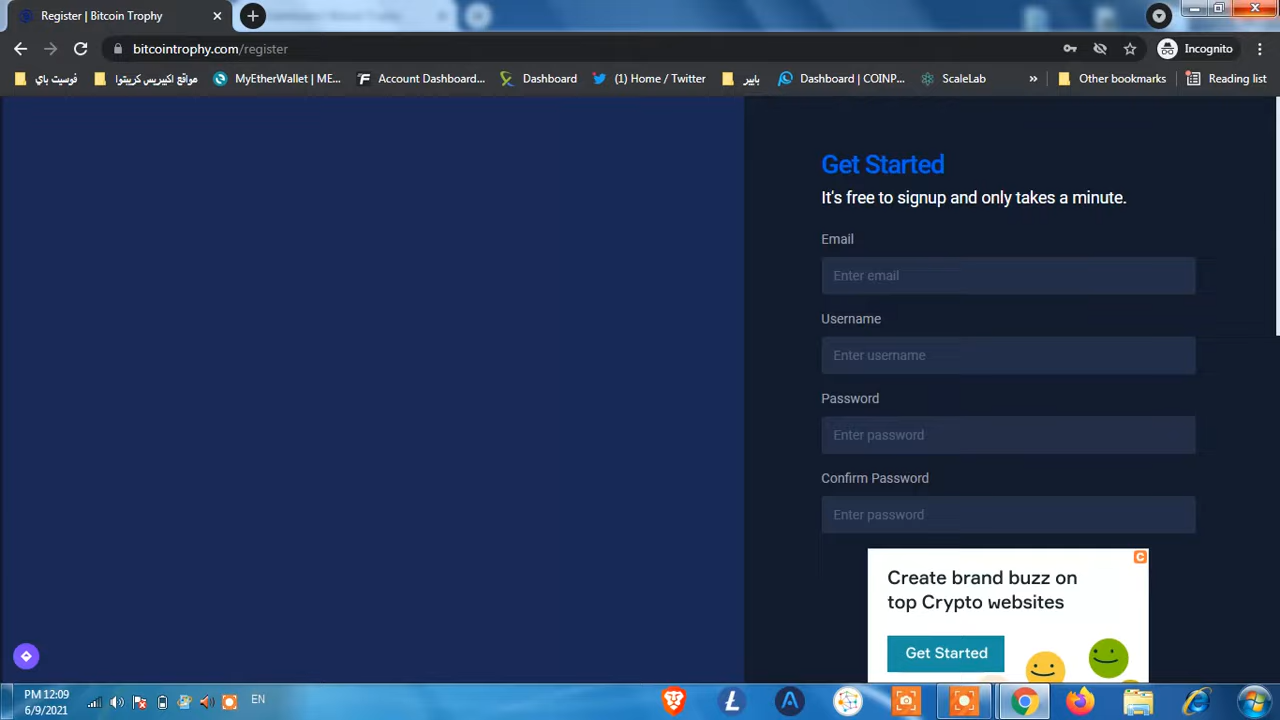 Register | Bitcoin Trophy
bitcointrophy.com/register
Incognito
فوسيت باي
مواقع اكبيرس كريبتوا
MyEtherWallet | ME...
Account Dashboard...
Dashboard
(1) Home / Twitter
بايير
Dashboard | COINP...
ScaleLab
»
Other bookmarks
Reading list
Get Started
It's free to signup and only takes a minute.
Email
Enter email
Username
Enter username
Password
Enter password
Confirm Password
Enter password
Create brand buzz on
top Crypto websites
Get Started
PM 12:09
6/9/2021
EN